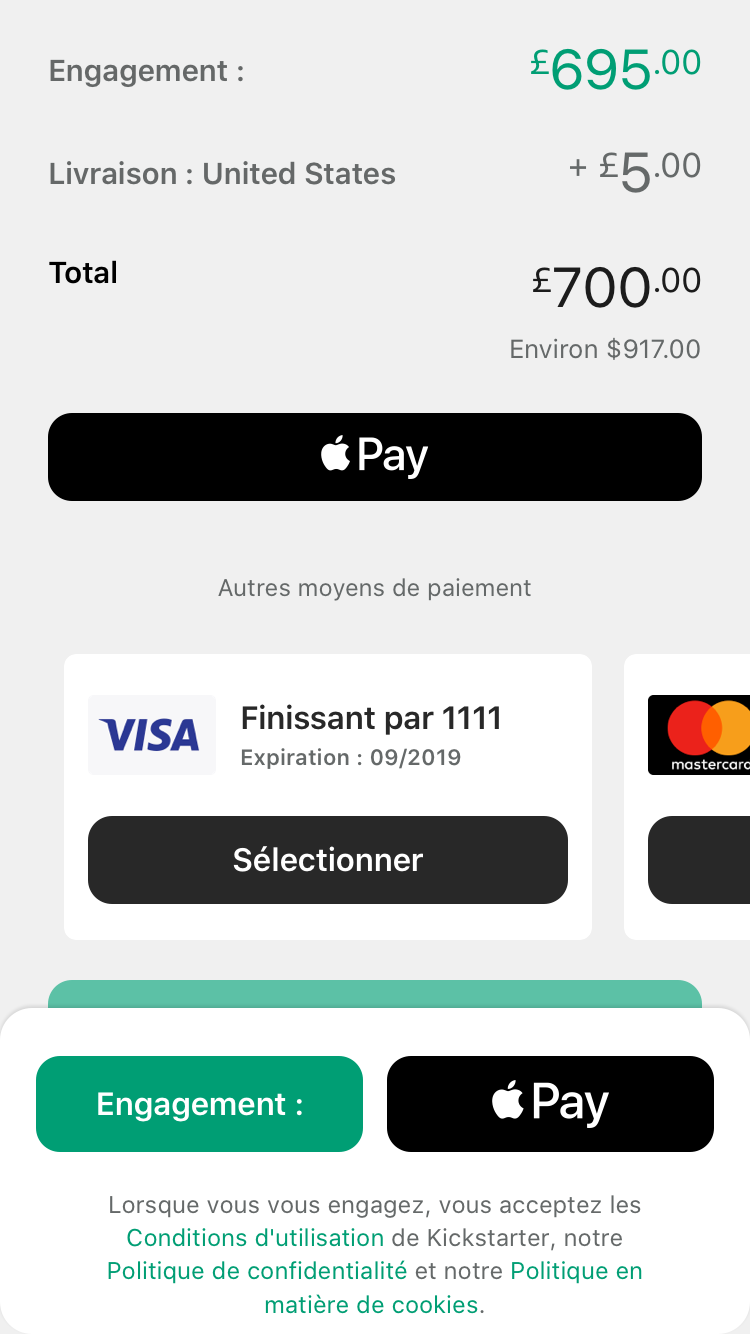 Engagement : £695.00
Livraison : United States + £5.00
Total £700.00
Environ $917.00
Pay
Autres moyens de paiement
VISA Finissant par 1111
Expiration : 09/2019
mastercard
Sélectionner
Engagement : Pay
Lorsque vous vous engagez, vous acceptez les
Conditions d'utilisation de Kickstarter, notre
Politique de confidentialité et notre Politique en
matière de cookies.